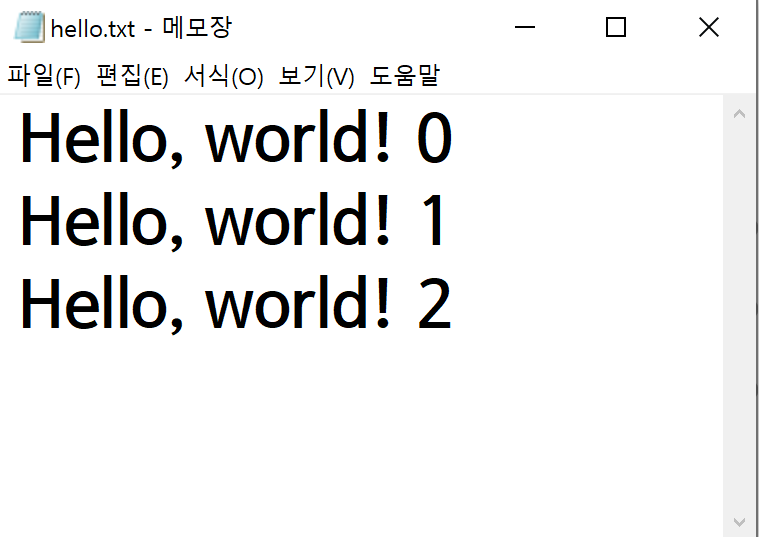 hello.txt - 메모장
파일(F) 편집(E) 서식(O) 보기(V) 도움말
Hello, world! 0
Hello, world! 1
Hello, world! 2